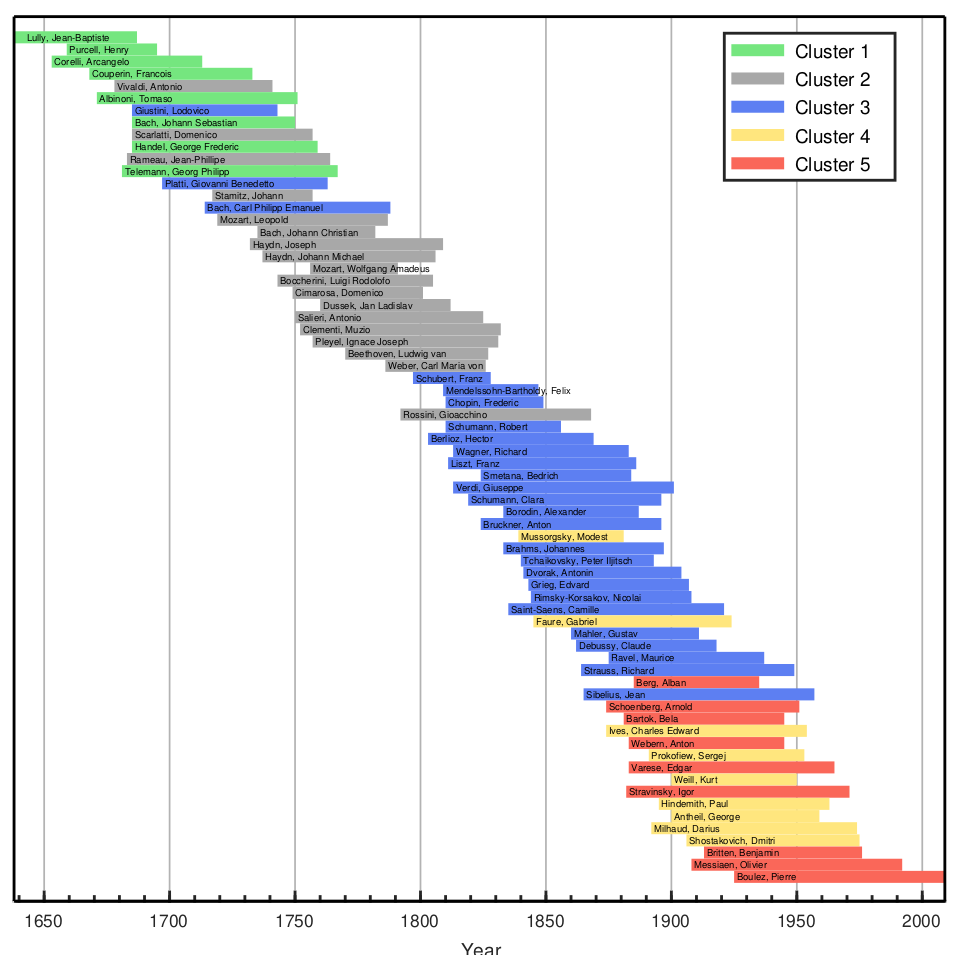 Lully, Jean-Baptiste
Purcell, Henry
Corelli, Arcangelo
Couperin, Francois
Vivaldi, Antonio
Albinoni, Tomaso
Giustini, Lodovico
Bach, Johann Sebastian
Scarlatti, Domenico
Handel, George Frederic
Rameau, Jean-Phillipe
Telemann, Georg Philipp
Platti, Giovanni Benedetto
Stamitz, Johann
Bach, Carl Philipp Emanuel
Mozart, Leopold
Bach, Johann Christian
Haydn, Joseph
Haydn, Johann Michael
Mozart, Wolfgang Amadeus
Boccherini, Luigi Rodolofo
Cimarosa, Domenico
Dussek, Jan Ladislav
Salieri, Antonio
Clementi, Muzio
Pleyel, Ignace Joseph
Beethoven, Ludwig van
Weber, Carl Maria von
Schubert, Franz
Mendelssohn-Bartholdy, Felix
Chopin, Frederic
Rossini, Gioacchino
Schumann, Robert
Berlioz, Hector
Wagner, Richard
Liszt, Franz
Smetana, Bedrich
Verdi, Giuseppe
Schumann, Clara
Borodin, Alexander
Bruckner, Anton
Mussorgsky, Modest
Brahms, Johannes
Tchaikovsky, Peter Iljitsch
Dvorak, Antonin
Grieg, Edvard
Rimsky-Korsakov, Nicolai
Saint-Saens, Camille
Faure, Gabriel
Mahler, Gustav
Debussy, Claude
Ravel, Maurice
Strauss, Richard
Berg, Alban
Sibelius, Jean
Schoenberg, Arnold
Bartok, Bela
Ives, Charles Edward
Webern, Anton
Prokofiew, Sergej
Varese, Edgar
Weill, Kurt
Stravinsky, Igor
Hindemith, Paul
Antheil, George
Milhaud, Darius
Shostakovich, Dmitri
Britten, Benjamin
Messiaen, Olivier
Boulez, Pierre
Cluster 1
Cluster 2
Cluster 3
Cluster 4
Cluster 5
1650 1700 1750 1800 1850 1900 1950 2000
Year